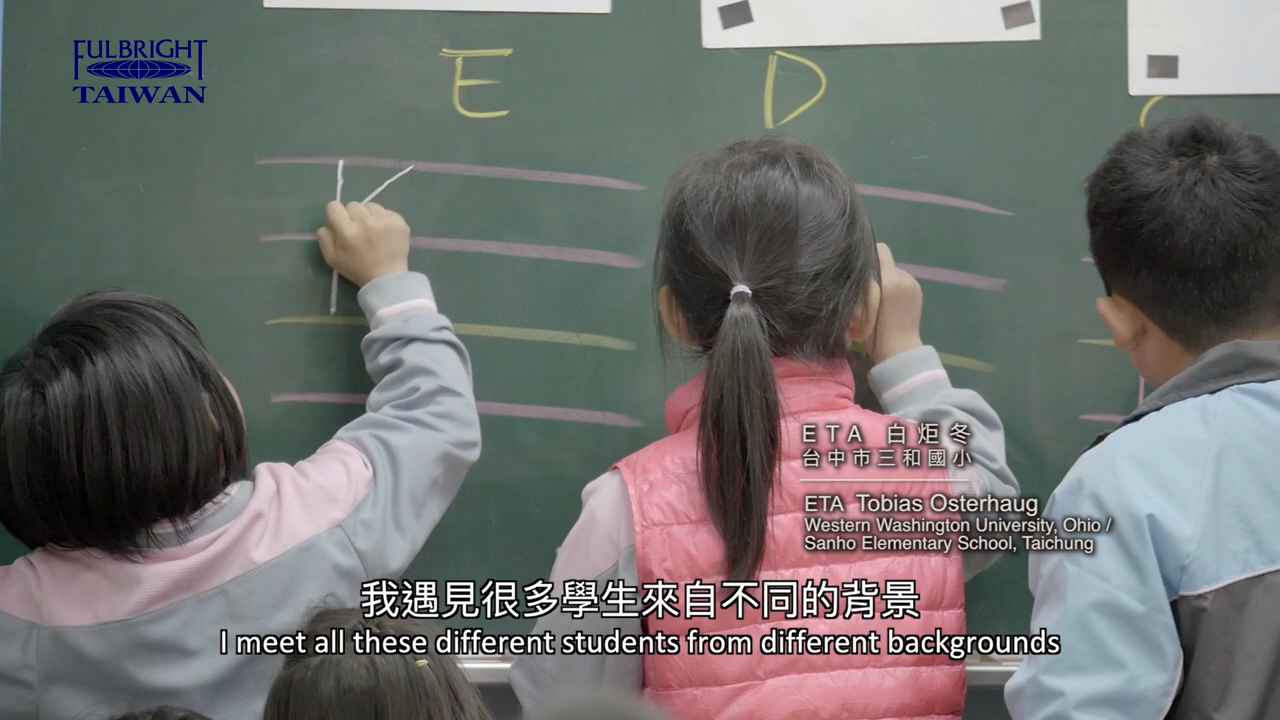 FULBRIGHT
TAIWAN
E
D
K
ETA 白炬冬
台中市三和國小
ETA Tobias Osterhaug
Western Washington University, Ohio /
Sanho Elementary School, Taichung
我遇見很多學生來自不同的背景
I meet all these different students from different backgrounds